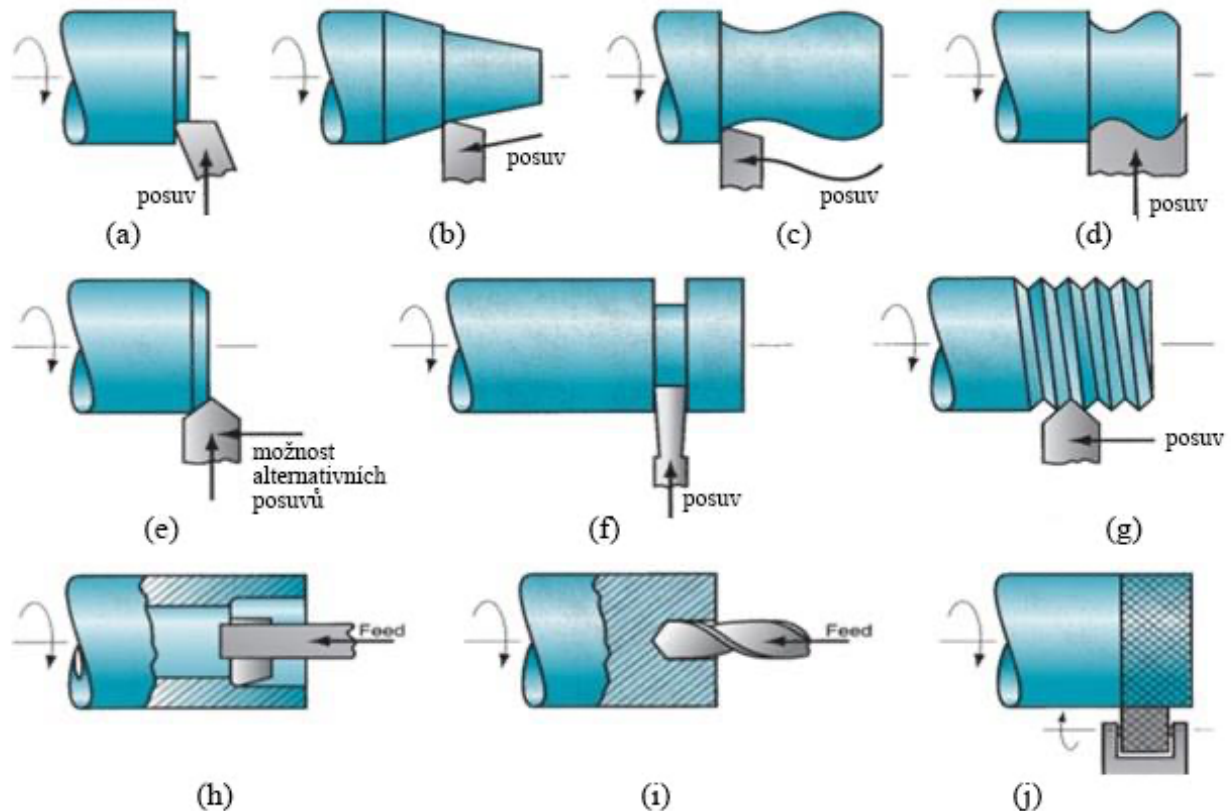 posuv
posuv
posuv
posuv
(a)
(b)
(c)
(d)
možnost
alternativních
posuvů
posuv
posuv
(e)
(f)
(g)
Feed
Feed
(h)
(i)
(j)